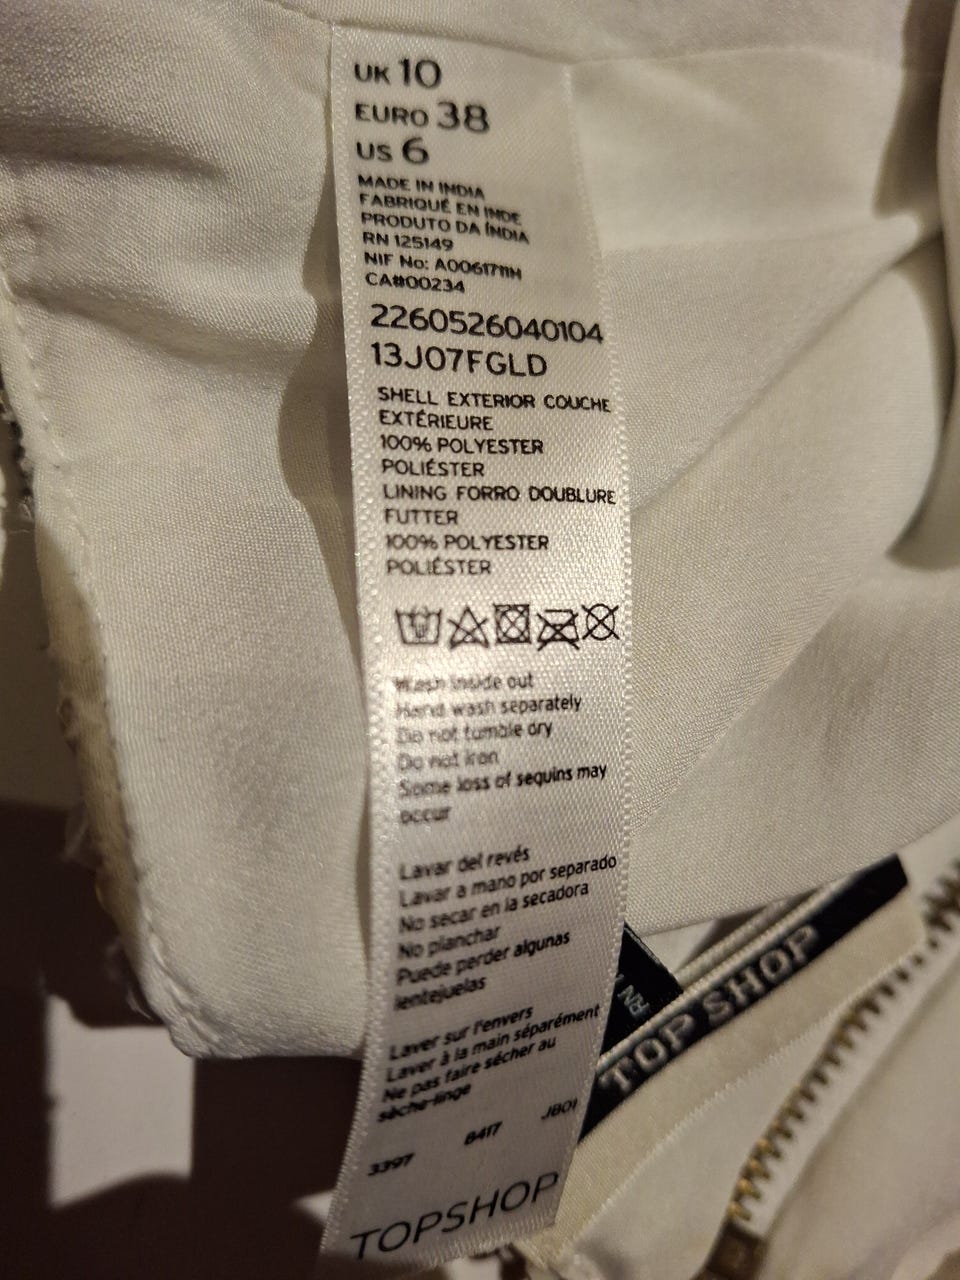 UK 10
EURO 38
US 6
MADE IN INDIA
FABRIQUÉ EN INDE
PRODUTO DA ÍNDIA
RN 125149
NIF No: A0061711H
CA#00234
2260526040104
13J07FGLD
SHELL EXTERIOR COUCHE
EXTÉRIEURE
100% POLYESTER
POLIÉSTER
LINING FORRO DOUBLURE
FUTTER
100% POLYESTER
POLIÉSTER
Wash inside out
Hand wash separately
Do not tumble dry
Do not iron
Some loss of sequins may
occur
Lavar del revés
Lavar a mano por separado
No secar en la secadora
No planchar
Puede perder algunas
lentejuelas
Laver sur l'envers
Laver à la main séparément
Ne pas faire sécher au
sèche-linge
3397 8417 JB01
TOPSHOP
RN
TOPSHOP